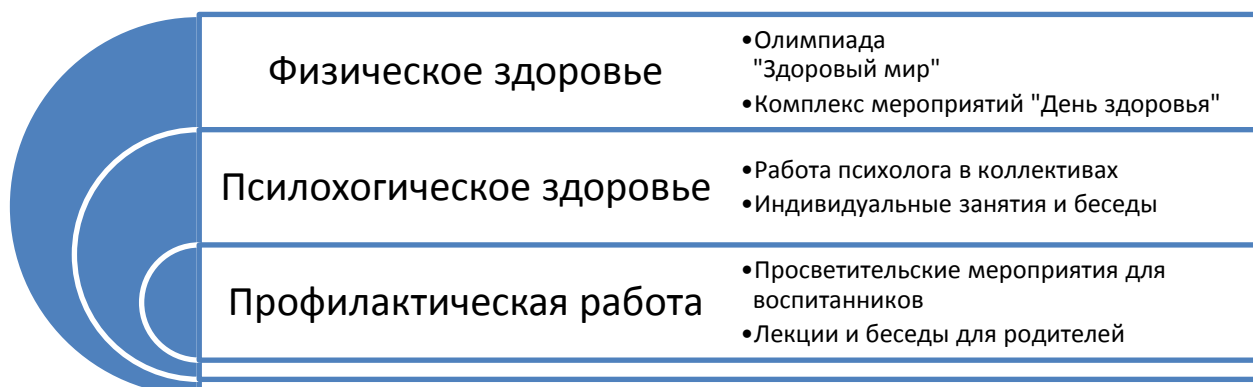 Физическое здоровье
•Олимпиада
"Здоровый мир"
•Комплекс мероприятий "День здоровья"
Псилохогическое здоровье
•Работа психолога в коллективах
•Индивидуальные занятия и беседы
Профилактическая работа
•Просветительские мероприятия для
воспитанников
•Лекции и беседы для родителей